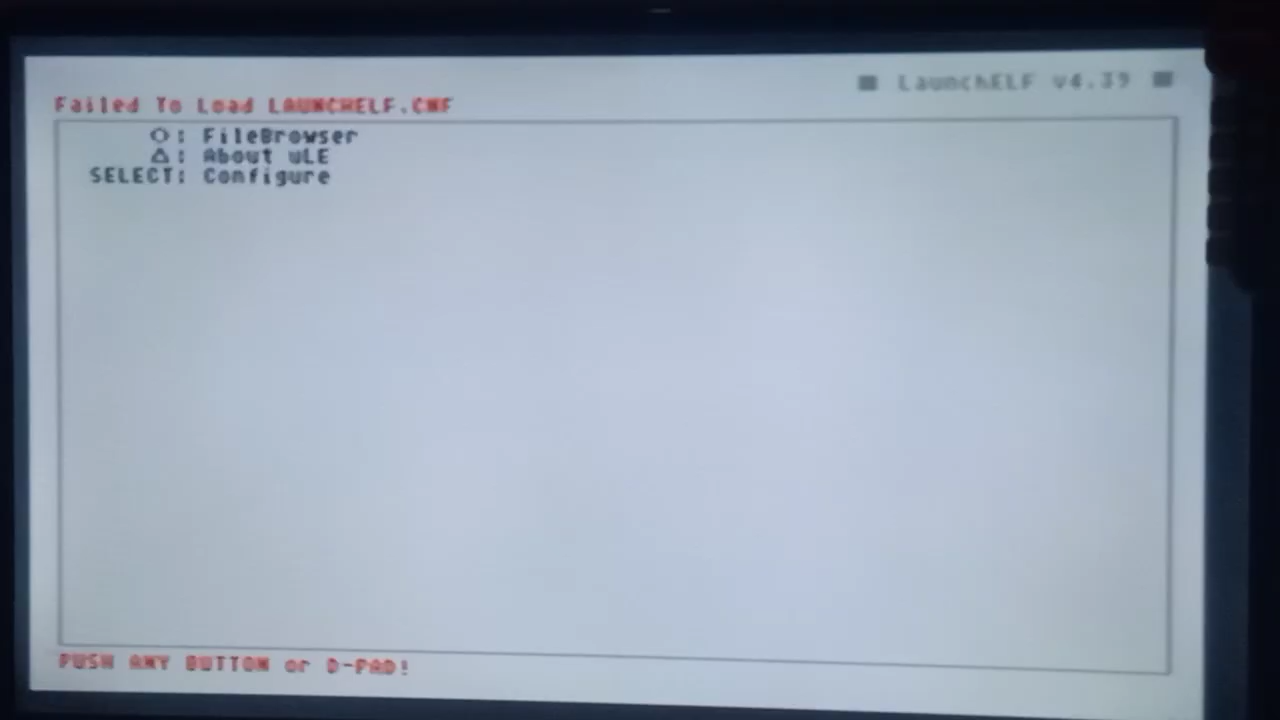 ■ LaunchELF v4.39 ■
Failed To Load LAUNCHELF.CNF
○: FileBrowser
△: About uLE
SELECT: Configure
PUSH ANY BUTTON or D-PAD!